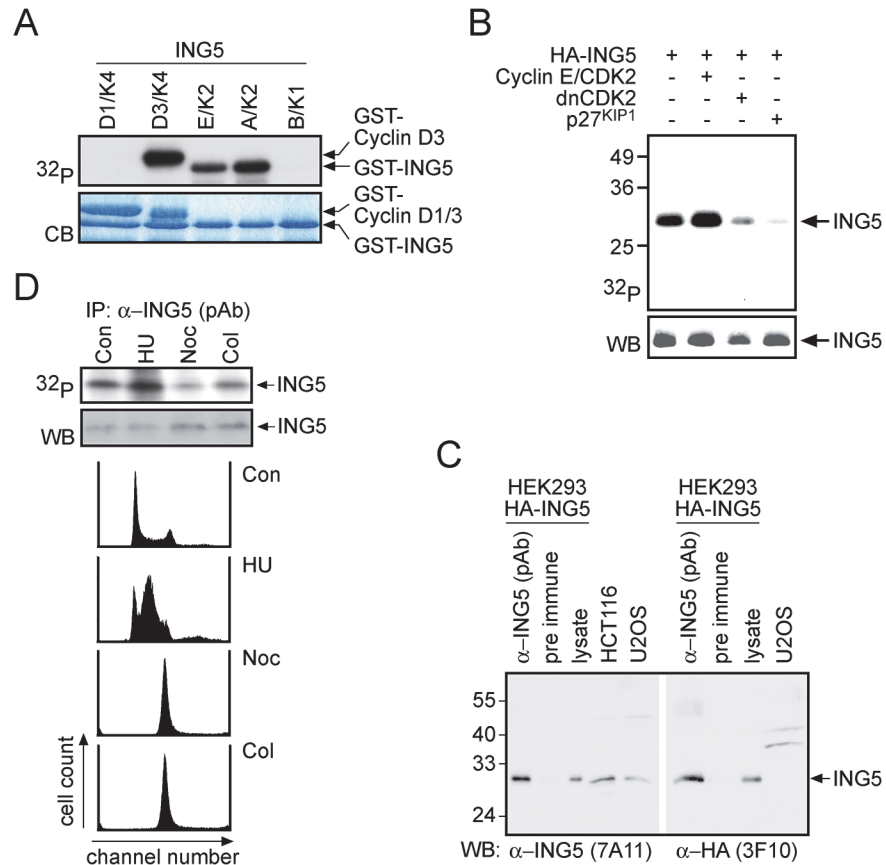 A
ING5
D1/K4
D3/K4
E/K2
A/K2
B/K1
32P
GST-
Cyclin D3
GST-ING5
CB
GST-
Cyclin D1/3
GST-ING5
B
HA-ING5 + + + +
Cyclin E/CDK2 - + - -
dnCDK2 - - + -
p27KIP1 - - - +
49
36
25
32P
ING5
WB
ING5
D
IP: α–ING5 (pAb)
Con
HU
Noc
Col
32P
ING5
WB
ING5
Con
HU
Noc
Col
cell count
channel number
C
HEK293
HA-ING5
HEK293
HA-ING5
α–ING5 (pAb)
pre immune
lysate
HCT116
U2OS
α–ING5 (pAb)
pre immune
lysate
U2OS
55
40
33
24
ING5
WB: α–ING5 (7A11) α–HA (3F10)